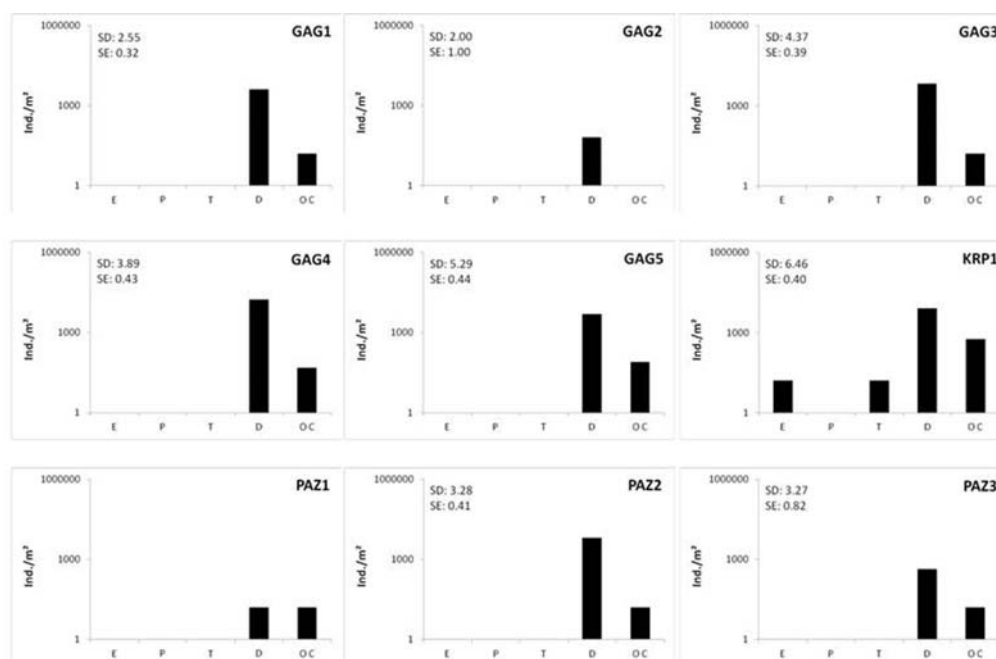 1000000
GAG1
SD: 2.55
SE: 0.32
Ind./m²
1000
1
E P T D OC
1000000
GAG2
SD: 2.00
SE: 1.00
Ind./m²
1000
1
E P T D OC
1000000
GAG3
SD: 4.37
SE: 0.39
Ind./m²
1000
1
E P T D OC
1000000
GAG4
SD: 3.89
SE: 0.43
Ind./m²
1000
1
E P T D OC
1000000
GAG5
SD: 5.29
SE: 0.44
Ind./m²
1000
1
E P T D OC
1000000
KRP1
SD: 6.46
SE: 0.40
Ind./m²
1000
1
E P T D OC
1000000
PAZ1
Ind./m²
1000
1
E P T D OC
1000000
PAZ2
SD: 3.28
SE: 0.41
Ind./m²
1000
1
E P T D OC
1000000
PAZ3
SD: 3.27
SE: 0.82
Ind./m²
1000
1
E P T D OC